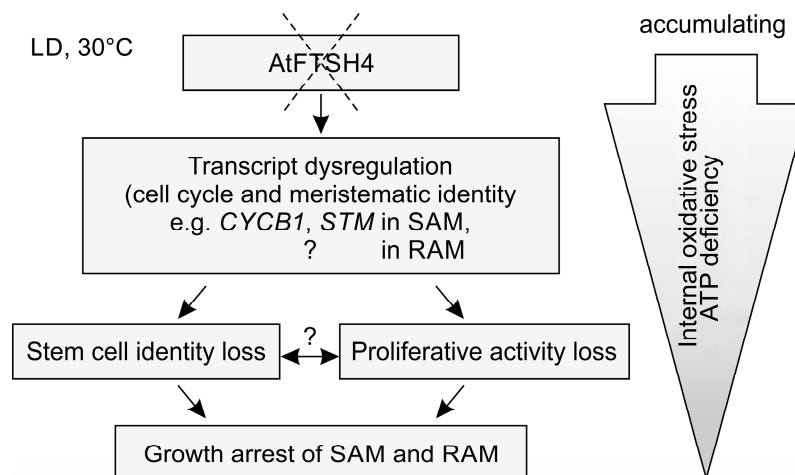 LD, 30°C
AtFTSH4
accumulating
Transcript dysregulation
(cell cycle and meristematic identity
e.g. CYCB1, STM in SAM,
? in RAM
Internal oxidative stress
ATP deficiency
Stem cell identity loss
?
Proliferative activity loss
Growth arrest of SAM and RAM